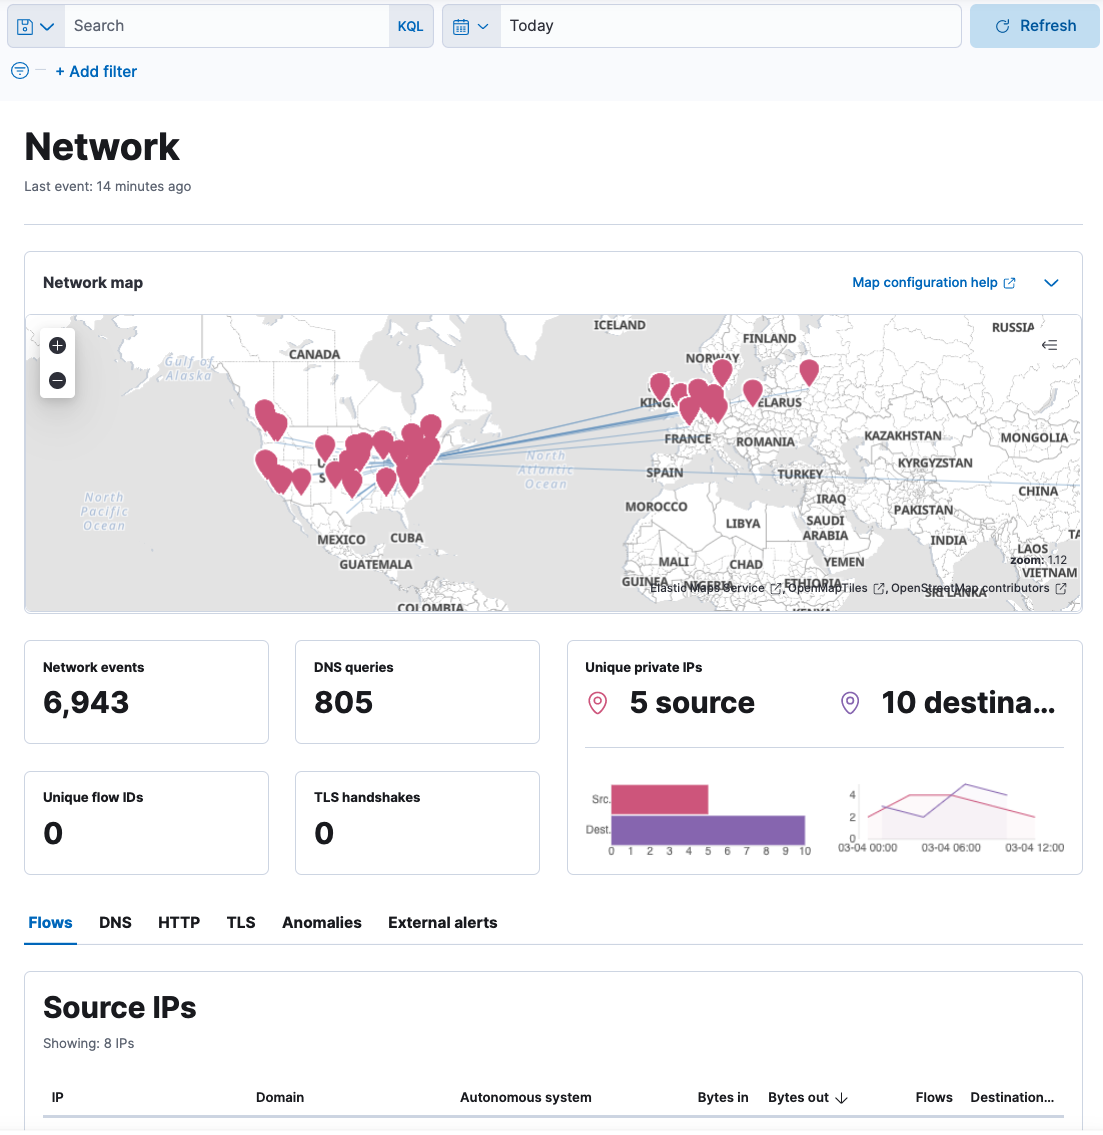 Search
KQL
Today
Refresh
+ Add filter
Network
Last event: 14 minutes ago
Network map
Map configuration help
ICELAND
RUSSIA
FINLAND
CANADA
Gulf of
Alaska
NORWAY
KING
ELARUS
FRANCE
ROMANIA
KAZAKHSTAN
MONGOLIA
North
Atlantic
Ocean
U
S
SPAIN
TURKEY
KYRGYZSTAN
CHINA
North
Pacific
Ocean
MOROCCO
LIBYA
IRAQ
SAUDI
ARABIA
PAKISTAN
MEXICO
CUBA
INDIA
TA
LAOS
GUATEMALA
MALI
CHAD
YEMEN
zoom: 1.12
VIETNAM
GUINEA
NIGERIA
ETHIOPIA
SRI LANKA
Elastic Maps Service , OpenMapTiles , OpenStreetMap contributors
COLOMBIA
KENYA
Network events
6,943
DNS queries
805
Unique private IPs
5 source
10 destina...
Unique flow IDs
0
TLS handshakes
0
Src.
Dest.
0 1 2 3 4 5 6 7 8 9 10
4
2
0
03-04 00:00 03-04 06:00 03-04 12:00
Flows DNS HTTP TLS Anomalies External alerts
Source IPs
Showing: 8 IPs
IP Domain Autonomous system Bytes in Bytes out Flows Destination...